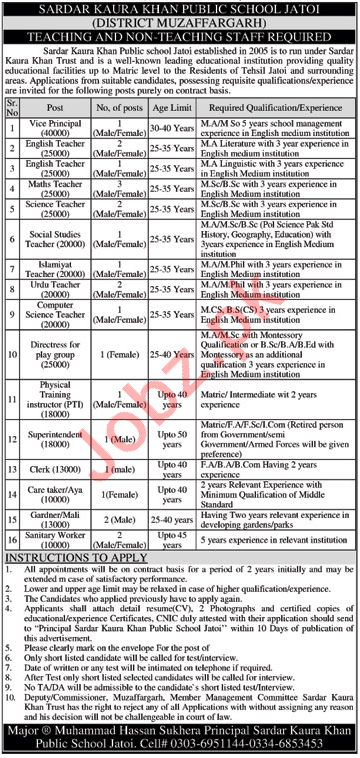 SARDAR KAURA KHAN PUBLIC SCHOOL JATOI
(DISTRICT MUZAFFARGARH)
TEACHING AND NON-TEACHING STAFF REQUIRED
Sardar Kaura Khan Public school Jatoi established in 2005 is to run under Sardar
Kaura Khan Trust and is a well-known leading educational institution providing quality
educational facilities up to Matric level to the Residents of Tehsil Jatoi and surrounding
areas. Applications from suitable candidates, possessing requisite qualifications/experience
are invited for the following posts purely on contract basis.
Sr. No Post No. of posts Age Limit Required Qualification/Experience
1 Vice Principal (40000) 1 (Male/Female) 30-40 Years M.A/M So 5 years school management experience in English medium institution
2 English Teacher (25000) 2 (Male/Female) 25-35 Years M.A Literature with 3 year experience in English medium institution
3 English Teacher (25000) 1 (Male/Female) 25-35 Years M.A Linguistic with 3 years experience in English Medium institution
4 Maths Teacher (25000) 3 (Male/Female) 25-35 Years M.Sc/B.Sc with 3 years experience in English Medium institution
5 Science Teacher (25000) 2 (Male/Female) 25-35 Years M.Sc/B.Sc with 3 years experience in English Medium institution
6 Social Studies Teacher (20000) 1 (Male/Female) 25-35 Years M.A/M.Sc/B.Sc (Pol Science Pak Std History, Geography, Education) with 3years experience in English Medium institution
7 Islamiyat Teacher (20000) 1 (Male/Female) 25-35 Years M.A/M.Phil with 3 years experience in English Medium institution
8 Urdu Teacher (20000) 2 (Male/Female) 25-35 Years M.A/M.Phil with 3 years experience in English Medium institution
9 Computer Science Teacher (20000) 1 (Male/Female) 25-35 Years M.CS, B.S(CS) 3 years experience in English Medium institution
10 Directress for play group (25000) 1 (Female) 25-40 Years M.A/M.Sc with Montessory Qualification or B.Sc/B.A/B.Ed with Montessory as an additional qualification 3 years experience in English Medium institution
11 Physical Training instructor (PTI) (18000) 1 (Male/Female) Upto 40 years Matric/ Intermediate wit 2 years experience
12 Superintendent (18000) 1 (Male) Upto 50 years Matric/F.A/F.Sc/I.Com (Retired person from Government/semi Government/Armed Forces will be given preference)
13 Clerk (13000) 1 (male) Upto 40 years F.A/B.A/B.Com Having 2 years experience
14 Care taker/Aya (10000) 1(Female) Upto 40 years 2 years Relevant Experience with Minimum Qualification of Middle Standard
15 Gardner/Mali (13000) 2 (Male) 25-40 years Having Two years relevant experience in developing gardens/parks
16 Sanitary Worker (10000) 2 (Male/Female) Upto 45 years 5 years experience in relevant institution
INSTRUCTIONS TO APPLY
1. All appointments will be on contract basis for a period of 2 years initially and may be
extended m case of satisfactory performance.
2. Lower and upper age limit may be relaxed in case of higher qualification/experience.
3. The Candidates who applied previously have to apply again.
4. Applicants shall attach detail resume(CV), 2 Photographs and certified copies of
educational/experience Certificates, CNIC duly attested with their application should send
to "Principal Sardar Kaura Khan Public School Jatoi" within 10 Days of publication of
this advertisement.
5. Please clearly mark on the envelope For the post of
6. Only short listed candidate will be called for test/interview.
7. Date of written or any test will be intimated on telephone if required.
8. After Test only short listed selected candidates will be called for interview.
9. No TA/DA will be admissible to the candidate's short listed test/Interview.
10. Deputy/Commissioner, Muzaffargarh, Member Management Committee Sardar Kaura
Khan Trust has the right to reject any of all Applications with without assigning any reason
and his decision will not be challengeable in court of law.
Major ® Muhammad Hassan Sukhera Principal Sardar Kaura Khan
Public School Jatoi. Cell# 0303-6951144-0334-6853453
Jobz.pk